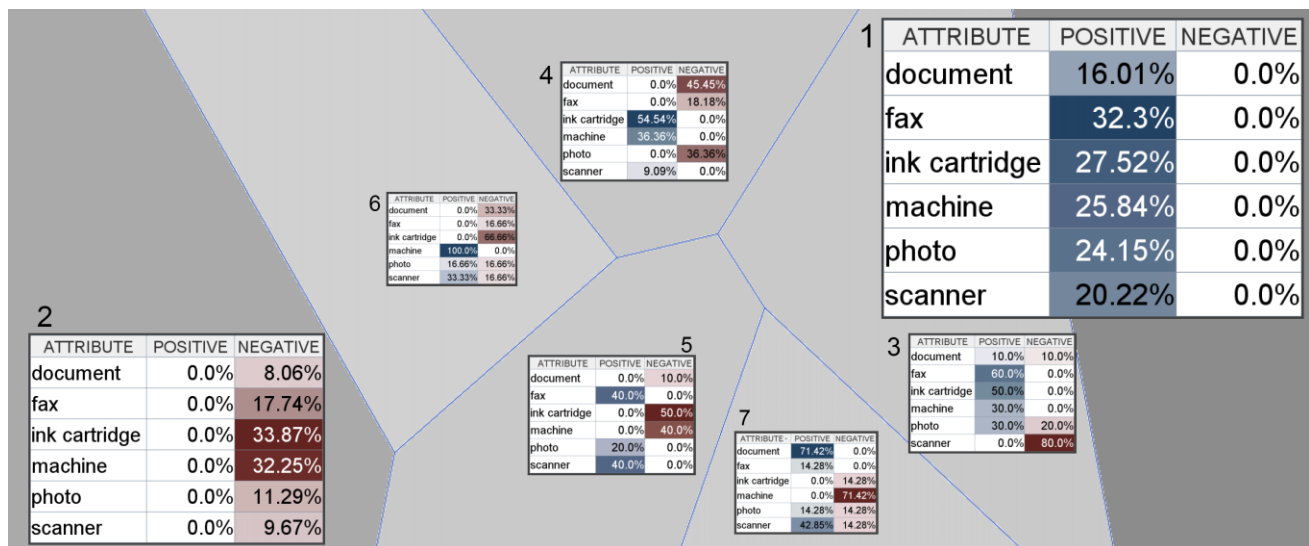 1
ATTRIBUTE POSITIVE NEGATIVE
document 16.01% 0.0%
fax 32.3% 0.0%
ink cartridge 27.52% 0.0%
machine 25.84% 0.0%
photo 24.15% 0.0%
scanner 20.22% 0.0%
4
ATTRIBUTE POSITIVE NEGATIVE
document 0.0% 45.45%
fax 0.0% 18.18%
ink cartridge 54.54% 0.0%
machine 36.36% 0.0%
photo 0.0% 36.36%
scanner 9.09% 0.0%
6
ATTRIBUTE POSITIVE NEGATIVE
document 0.0% 33.33%
fax 0.0% 16.66%
ink cartridge 0.0% 66.66%
machine 100.0% 0.0%
photo 16.66% 16.66%
scanner 33.33% 16.66%
2
ATTRIBUTE POSITIVE NEGATIVE
document 0.0% 8.06%
fax 0.0% 17.74%
ink cartridge 0.0% 33.87%
machine 0.0% 32.25%
photo 0.0% 11.29%
scanner 0.0% 9.67%
5
ATTRIBUTE POSITIVE NEGATIVE
document 0.0% 10.0%
fax 40.0% 0.0%
ink cartridge 0.0% 50.0%
machine 0.0% 40.0%
photo 20.0% 0.0%
scanner 40.0% 0.0%
3
ATTRIBUTE POSITIVE NEGATIVE
document 10.0% 10.0%
fax 60.0% 0.0%
ink cartridge 50.0% 0.0%
machine 30.0% 0.0%
photo 30.0% 20.0%
scanner 0.0% 80.0%
7
ATTRIBUTE - POSITIVE NEGATIVE
document 71.42% 0.0%
fax 14.28% 0.0%
ink cartridge 0.0% 14.28%
machine 0.0% 71.42%
photo 14.28% 14.28%
scanner 42.85% 14.28%